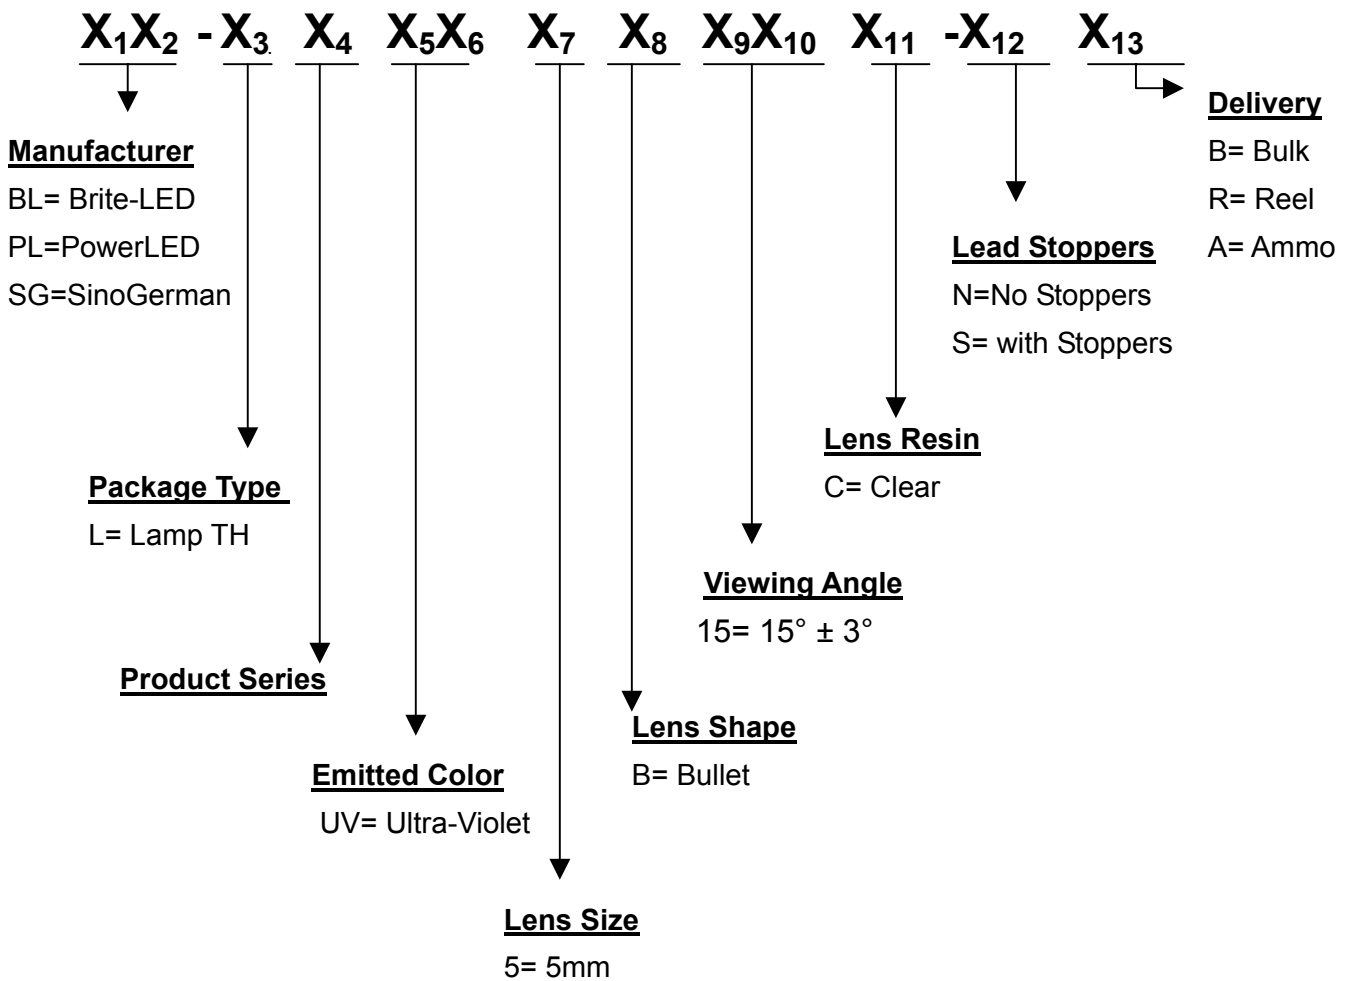 X1X2 - X3 X4 X5X6 X7 X8 X9X10 X11 -X12 X13
Manufacturer
BL= Brite-LED
PL=PowerLED
SG=SinoGerman
Package Type
L= Lamp TH
Product Series
Emitted Color
UV= Ultra-Violet
Lens Size
5= 5mm
Lens Shape
B= Bullet
Viewing Angle
15= 15° ± 3°
Lens Resin
C= Clear
Lead Stoppers
N=No Stoppers
S= with Stoppers
Delivery
B= Bulk
R= Reel
A= Ammo